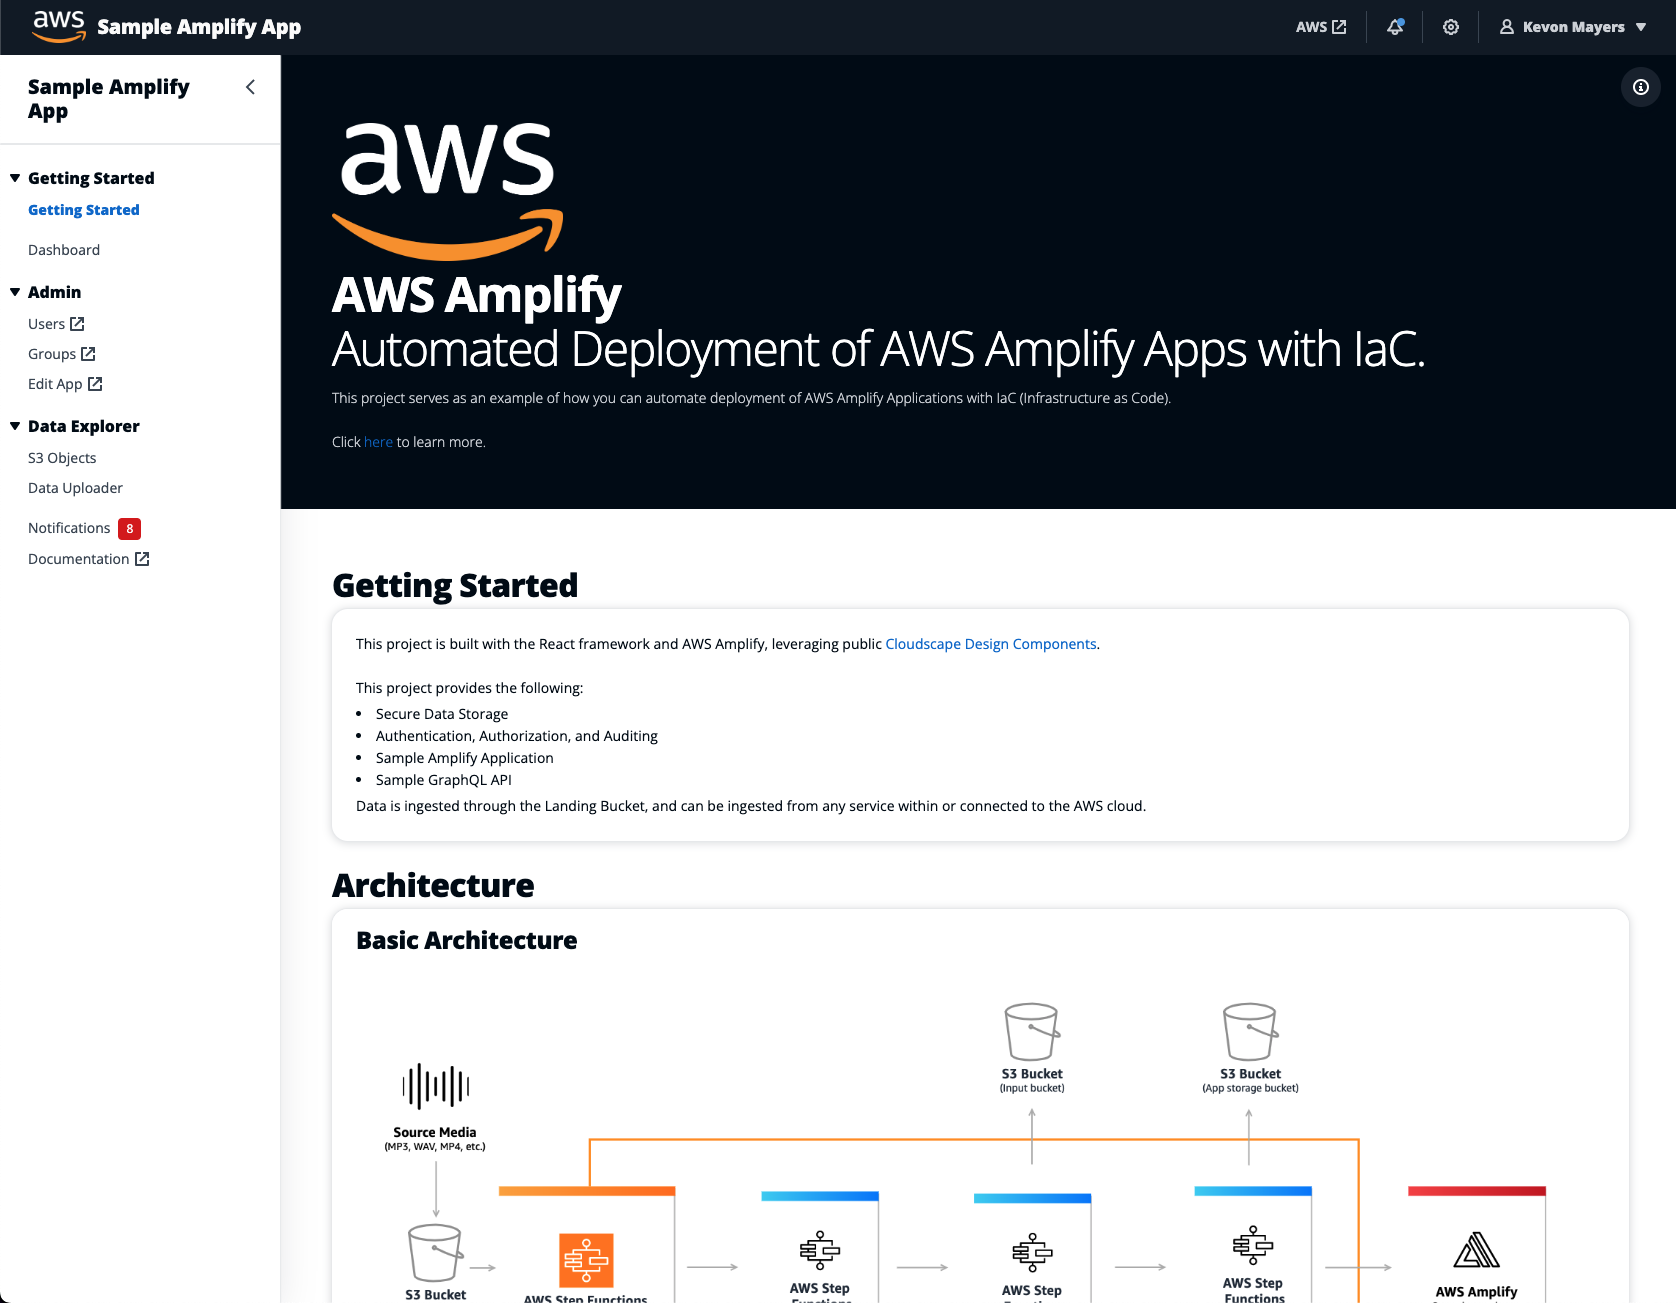 aws Sample Amplify App
AWS
Kevon Mayers
Sample Amplify
App
Getting Started
Getting Started
Dashboard
Admin
Users
Groups
Edit App
Data Explorer
S3 Objects
Data Uploader
Notifications 8
Documentation
aws
AWS Amplify
Automated Deployment of AWS Amplify Apps with IaC.
This project serves as an example of how you can automate deployment of AWS Amplify Applications with IaC (Infrastructure as Code).
Click here to learn more.
Getting Started
This project is built with the React framework and AWS Amplify, leveraging public Cloudscape Design Components.
This project provides the following:
• Secure Data Storage
• Authentication, Authorization, and Auditing
• Sample Amplify Application
• Sample GraphQL API
Data is ingested through the Landing Bucket, and can be ingested from any service within or connected to the AWS cloud.
Architecture
Basic Architecture
S3 Bucket
(Input bucket)
S3 Bucket
(App storage bucket)
Source Media
(MP3, WAV, MP4, etc.)
S3 Bucket
AWS Step Functions
AWS Step
Functions
AWS Step
AWS Step
Functions
AWS Amplify